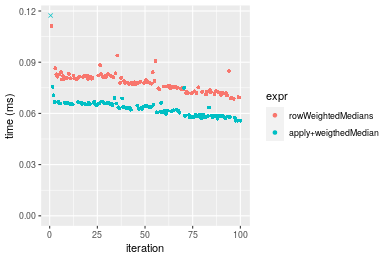 0.12
0.09
0.06
0.03
0.00
time (ms)
0
25
50
75
100
iteration
expr
rowWeightedMedians
apply+weigthedMedian